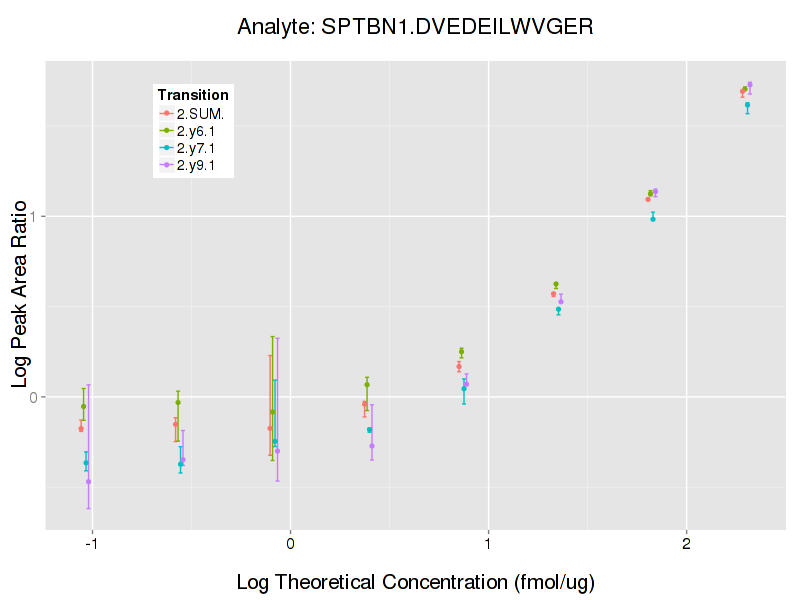 Analyte: SPTBN1.DVEDEILWVGER
Transition
2.SUM.
2.y6.1
2.y7.1
2.y9.1
Log Peak Area Ratio
1
0
-1
0
1
2
Log Theoretical Concentration (fmol/ug)